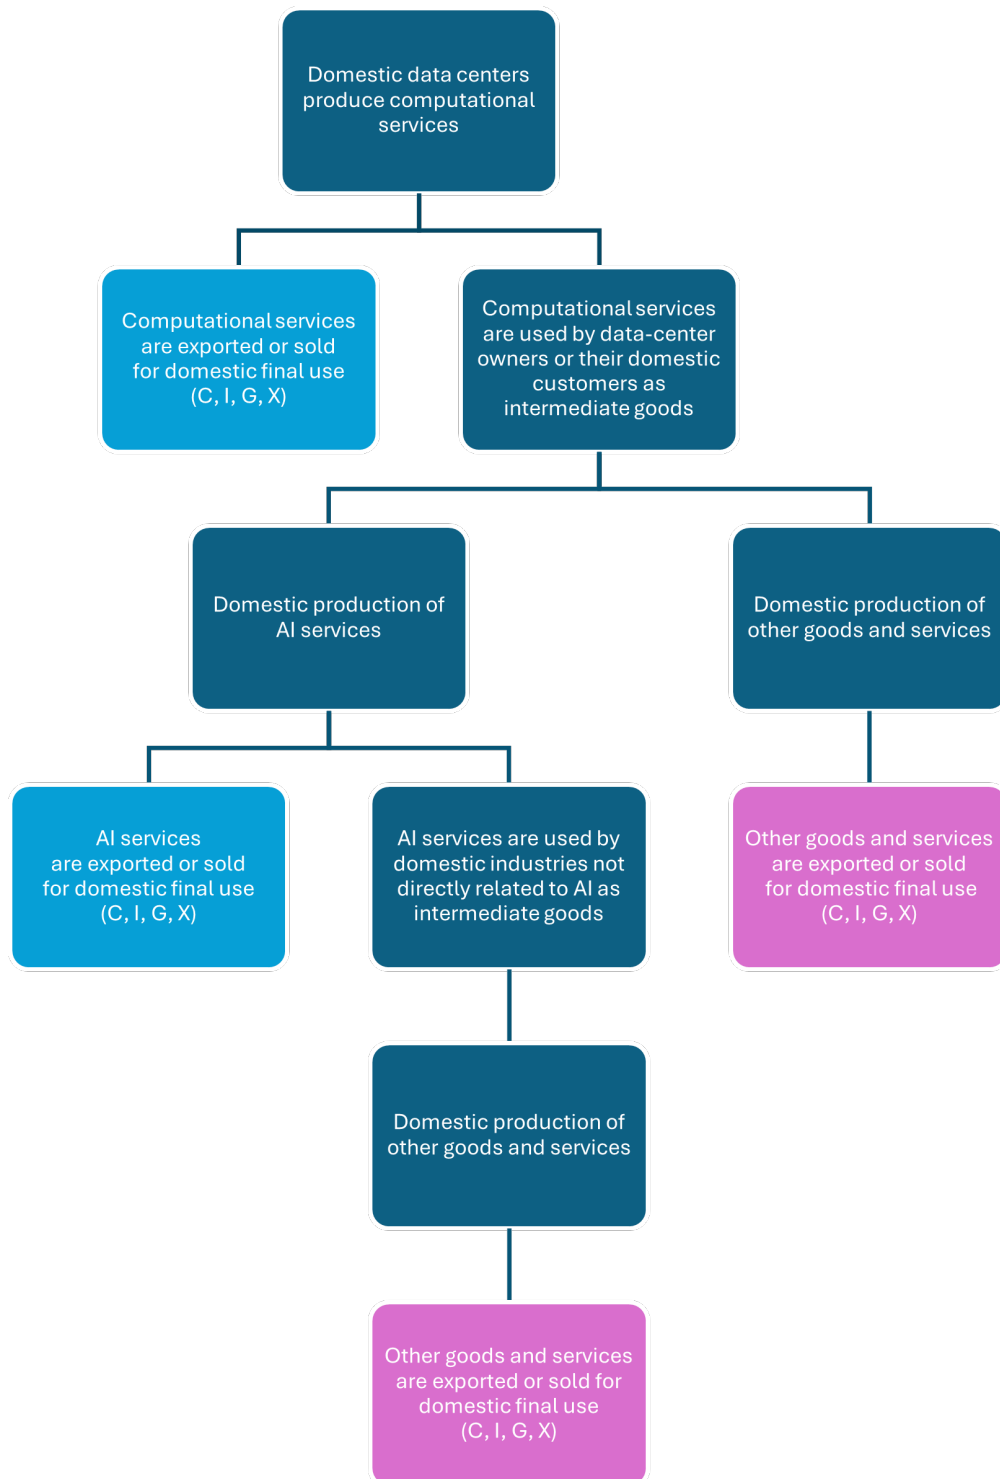 Domestic data centers
produce computational
services
Computational services
are exported or sold
for domestic final use
(C, I, G, X)
Computational services
are used by data-center
owners or their domestic
customers as
intermediate goods
Domestic production of
AI services
Domestic production of
other goods and services
AI services
are exported or sold
for domestic final use
(C, I, G, X)
AI services are used by
domestic industries not
directly related to AI as
intermediate goods
Other goods and services
are exported or sold
for domestic final use
(C, I, G, X)
Domestic production of
other goods and services
Other goods and services
are exported or sold for
domestic final use
(C, I, G, X)